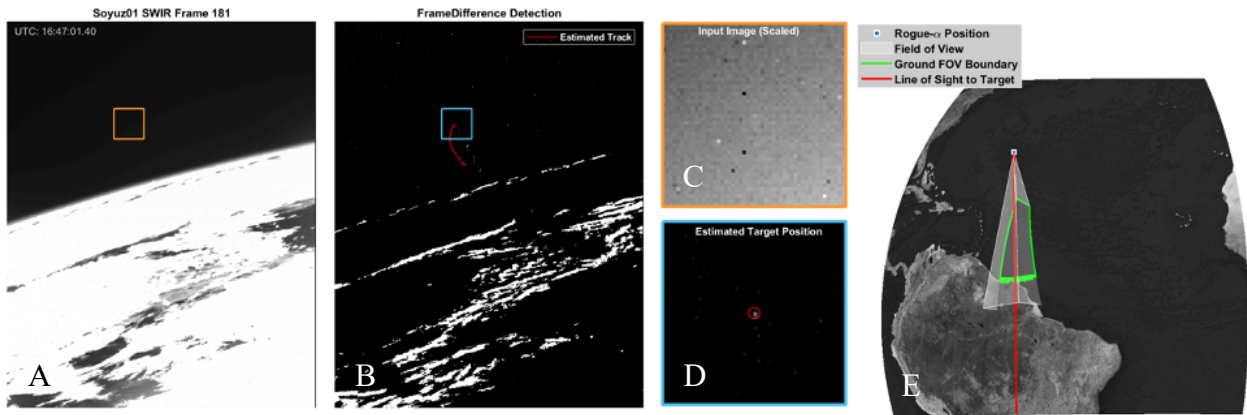 Soyuz01 SWIR Frame 181
UTC: 16:47:01.40
A
FrameDifference Detection
Estimated Track
B
Input Image (Scaled)
C
Estimated Target Position
D
Rogue-α Position
Field of View
Ground FOV Boundary
Line of Sight to Target
E